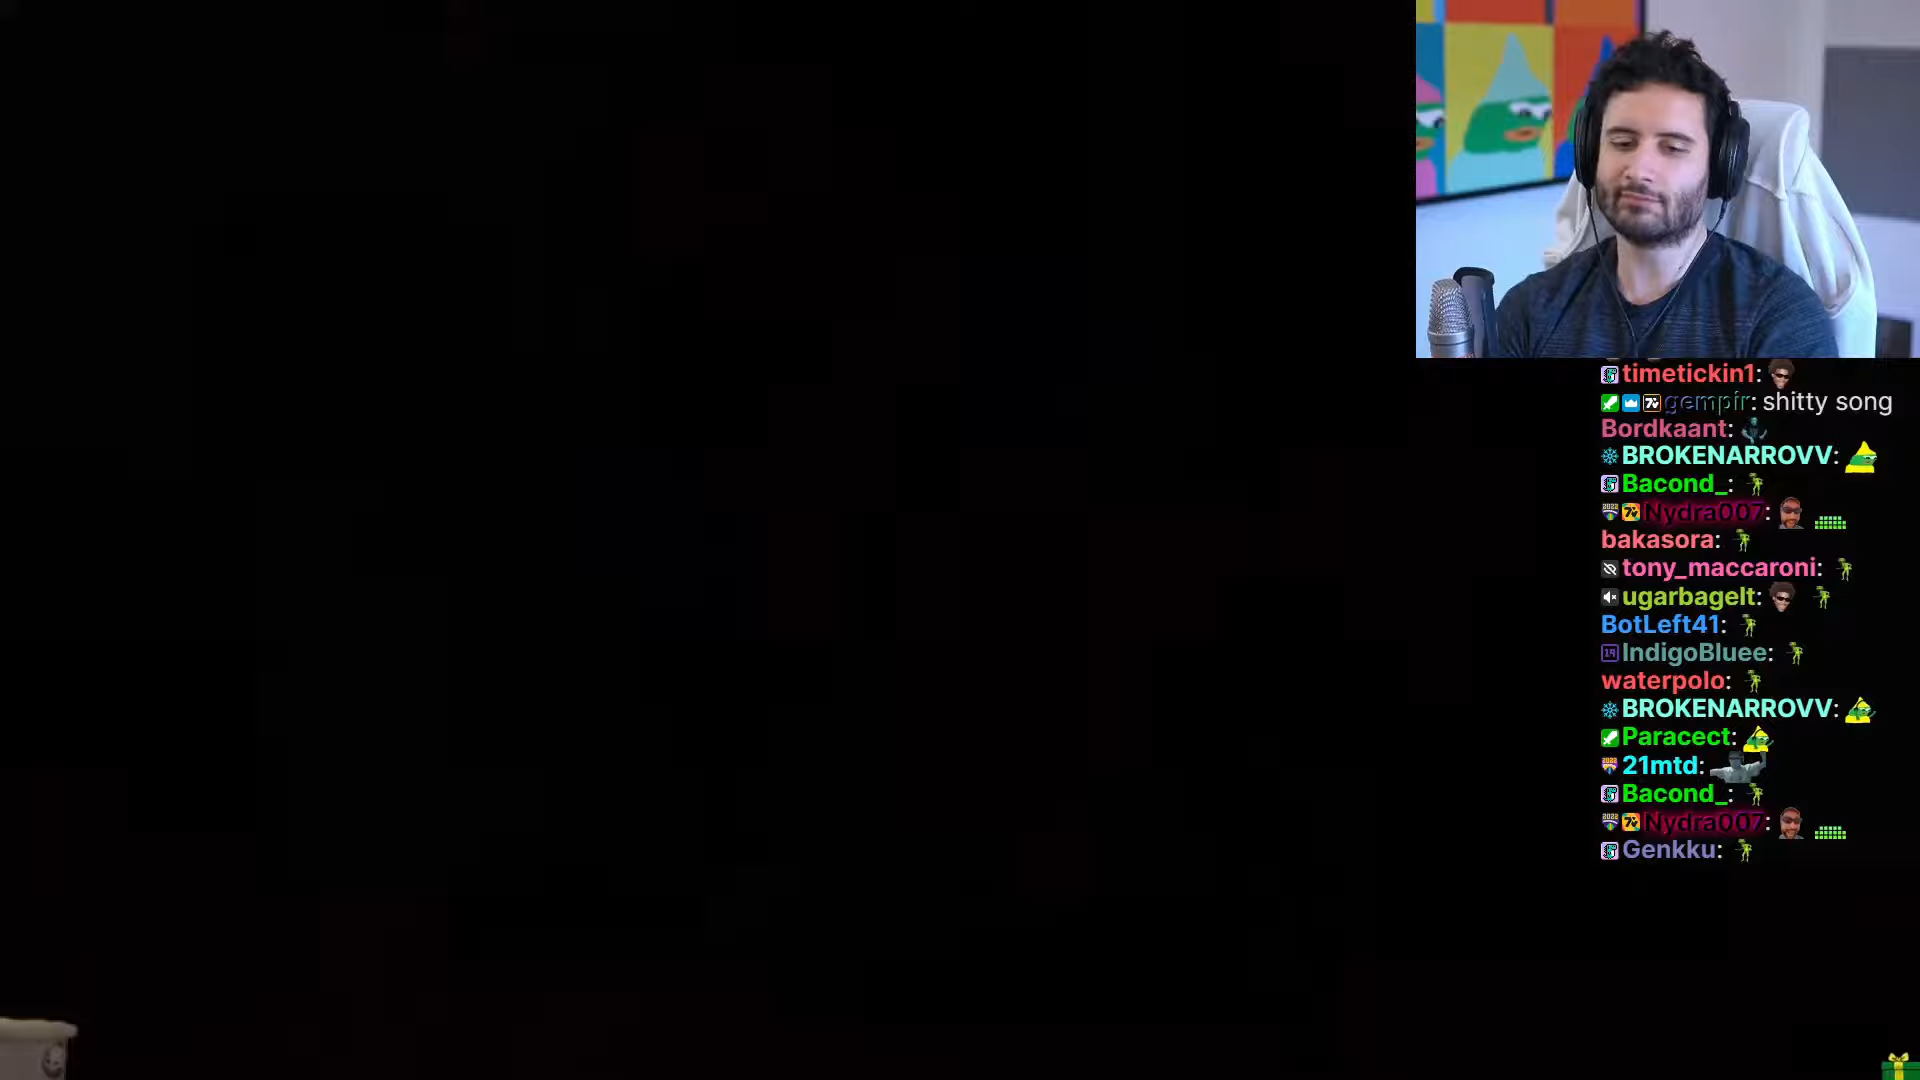 timetickin1:
gempir: shitty song
Bordkaant:
BROKENARROVV:
Bacond_:
Nydra007:
bakasora:
tony_maccaroni:
ugarbagelt:
BotLeft41:
IndigoBluee:
waterpolo:
BROKENARROVV:
Paracect:
21mtd:
Bacond_:
Nydra007:
Genkku: